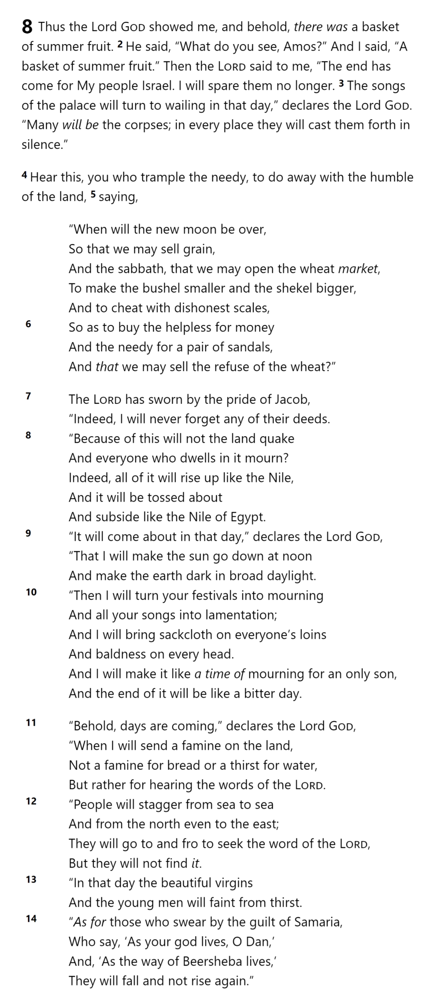 8 Thus the Lord GOD showed me, and behold, there was a basket
of summer fruit. 2 He said, “What do you see, Amos?” And I said, “A
basket of summer fruit.” Then the LORD said to me, “The end has
come for My people Israel. I will spare them no longer. 3 The songs
of the palace will turn to wailing in that day,” declares the Lord GOD.
“Many will be the corpses; in every place they will cast them forth in
silence.”
4 Hear this, you who trample the needy, to do away with the humble
of the land, 5 saying,
“When will the new moon be over,
So that we may sell grain,
And the sabbath, that we may open the wheat market,
To make the bushel smaller and the shekel bigger,
And to cheat with dishonest scales,
6 So as to buy the helpless for money
And the needy for a pair of sandals,
And that we may sell the refuse of the wheat?”
7 The LORD has sworn by the pride of Jacob,
“Indeed, I will never forget any of their deeds.
8 “Because of this will not the land quake
And everyone who dwells in it mourn?
Indeed, all of it will rise up like the Nile,
And it will be tossed about
And subside like the Nile of Egypt.
9 “It will come about in that day,” declares the Lord GOD,
“That I will make the sun go down at noon
And make the earth dark in broad daylight.
10 “Then I will turn your festivals into mourning
And all your songs into lamentation;
And I will bring sackcloth on everyone’s loins
And baldness on every head.
And I will make it like a time of mourning for an only son,
And the end of it will be like a bitter day.
11 “Behold, days are coming,” declares the Lord GOD,
“When I will send a famine on the land,
Not a famine for bread or a thirst for water,
But rather for hearing the words of the LORD.
12 “People will stagger from sea to sea
And from the north even to the east;
They will go to and fro to seek the word of the LORD,
But they will not find it.
13 “In that day the beautiful virgins
And the young men will faint from thirst.
14 “As for those who swear by the guilt of Samaria,
Who say, ‘As your god lives, O Dan,’
And, ‘As the way of Beersheba lives,’
They will fall and not rise again.”